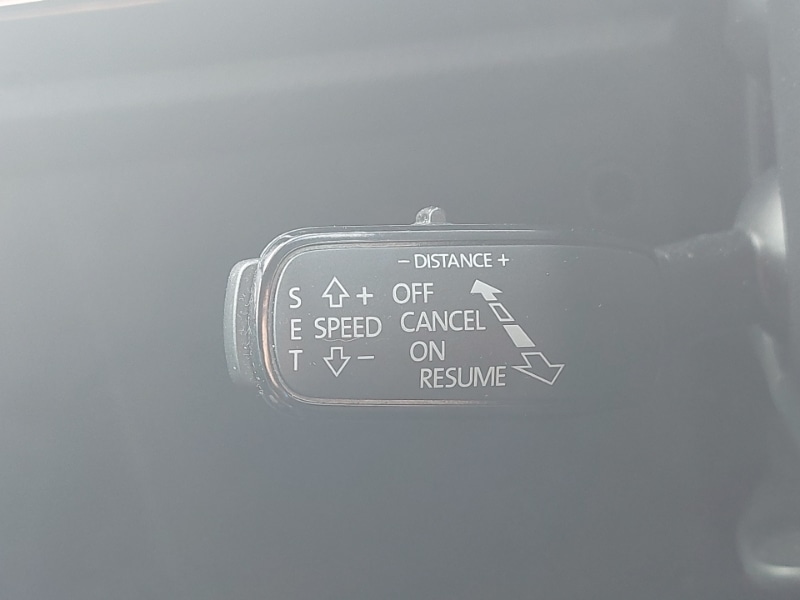 − DISTANCE +
S + OFF
E SPEED CANCEL
T − ON
RESUME